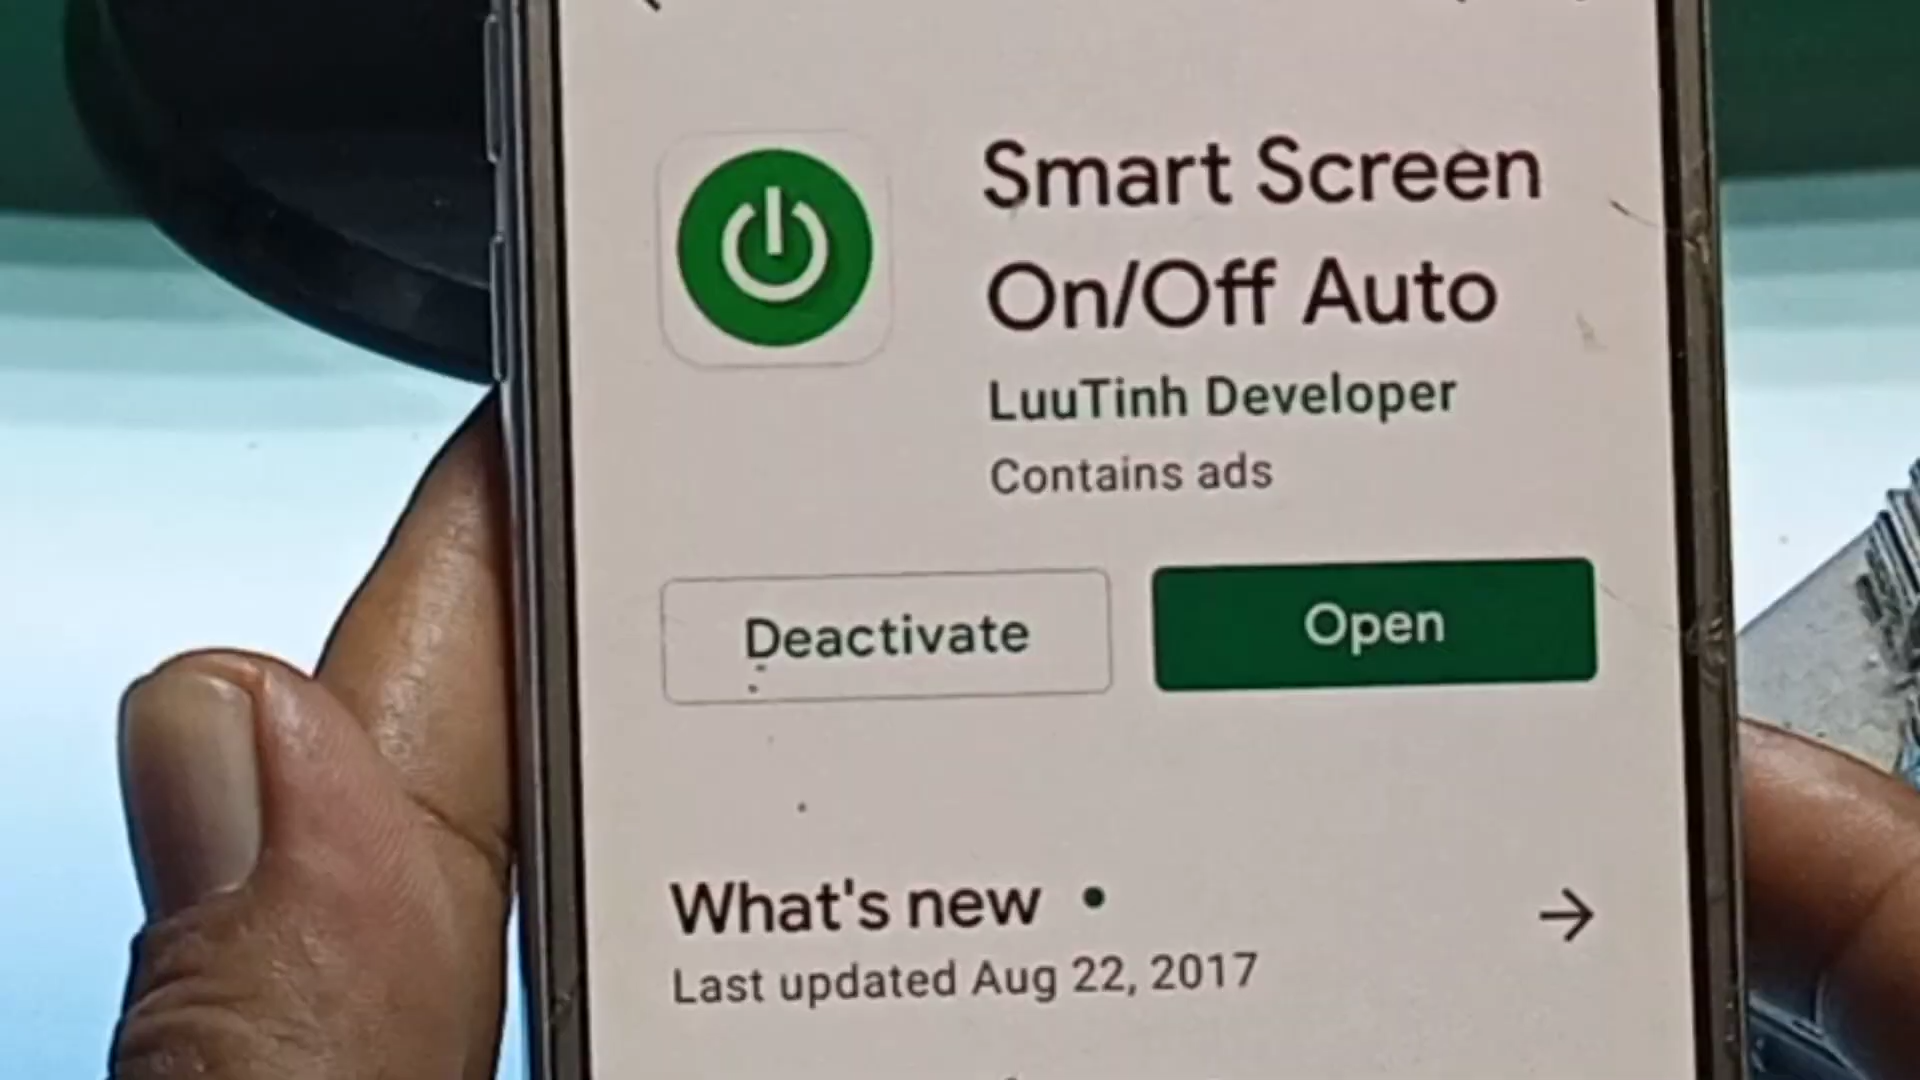 Smart Screen
On/Off Auto
LuuTinh Developer
Contains ads
Deactivate
Open
What's new •
Last updated Aug 22, 2017